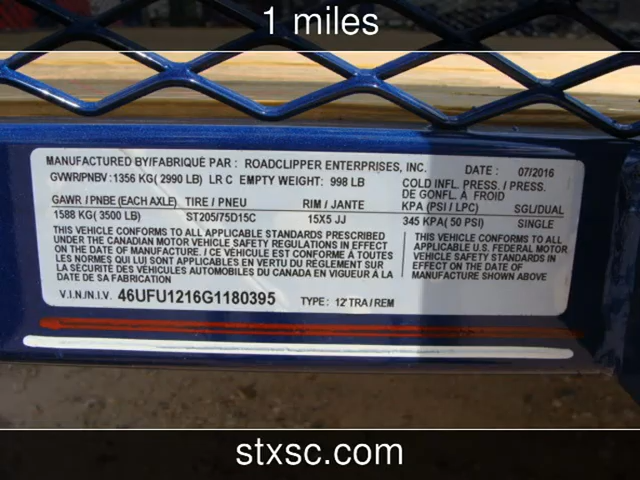 1 miles
MANUFACTURED BY/FABRIQUÉ PAR : ROADCLIPPER ENTERPRISES, INC. DATE : 07/2016
GVWR/PNBV : 1356 KG( 2990 LB) LR C EMPTY WEIGHT: 998 LB
COLD INFL. PRESS. / PRESS.
DE GONFL. À FROID
GAWR / PNBE (EACH AXLE) TIRE / PNEU RIM / JANTE KPA (PSI / LPC) SGL/DUAL
1588 KG( 3500 LB) ST205/75D15C 15X5 JJ 345 KPA( 50 PSI) SINGLE
THIS VEHICLE CONFORMS TO ALL APPLICABLE STANDARDS PRESCRIBED
UNDER THE CANADIAN MOTOR VEHICLE SAFETY REGULATIONS IN EFFECT
ON THE DATE OF MANUFACTURE. / CE VÉHICULE EST CONFORME À TOUTES
LES NORMES QUI LUI SONT APPLICABLES EN VERTU DU RÈGLEMENT SUR
LA SÉCURITÉ DES VÉHICULES AUTOMOBILES DU CANADA EN VIGUEUR À LA
DATE DE SA FABRICATION
THIS VEHICLE CONFORMS TO ALL
APPLICABLE U.S. FEDERAL MOTOR
VEHICLE SAFETY STANDARDS IN
EFFECT ON THE DATE OF
MANUFACTURE SHOWN ABOVE
V.I.N./N.I.V. 46UFU1216G1180395 TYPE : 12' TRA / REM
stxsc.com